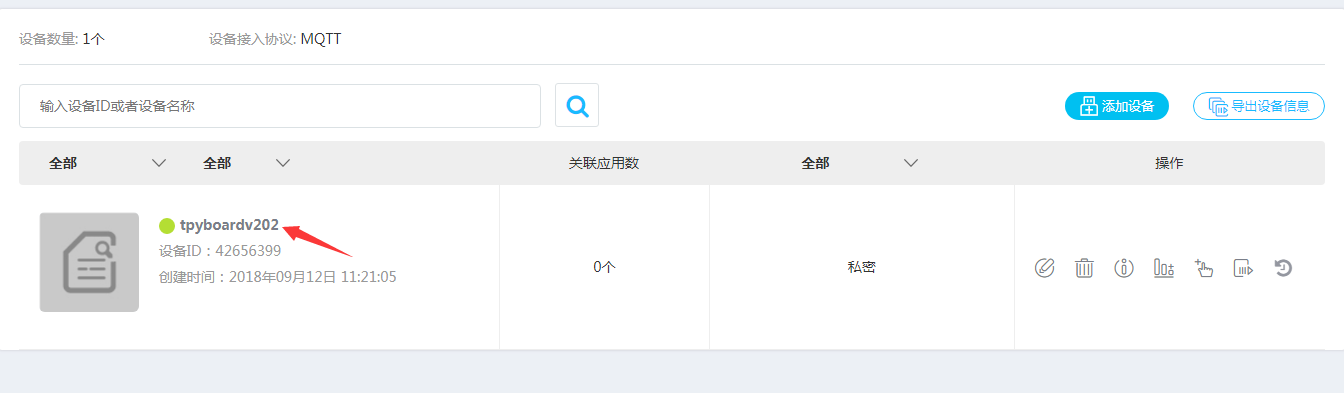 设备数量: 1个 设备接入协议: MQTT
输入设备ID或者设备名称 添加设备 导出设备信息
全部 全部 关联应用数 全部 操作
tpyboardv202
设备ID：42656399
0个 私密
创建时间：2018年09月12日 11:21:05